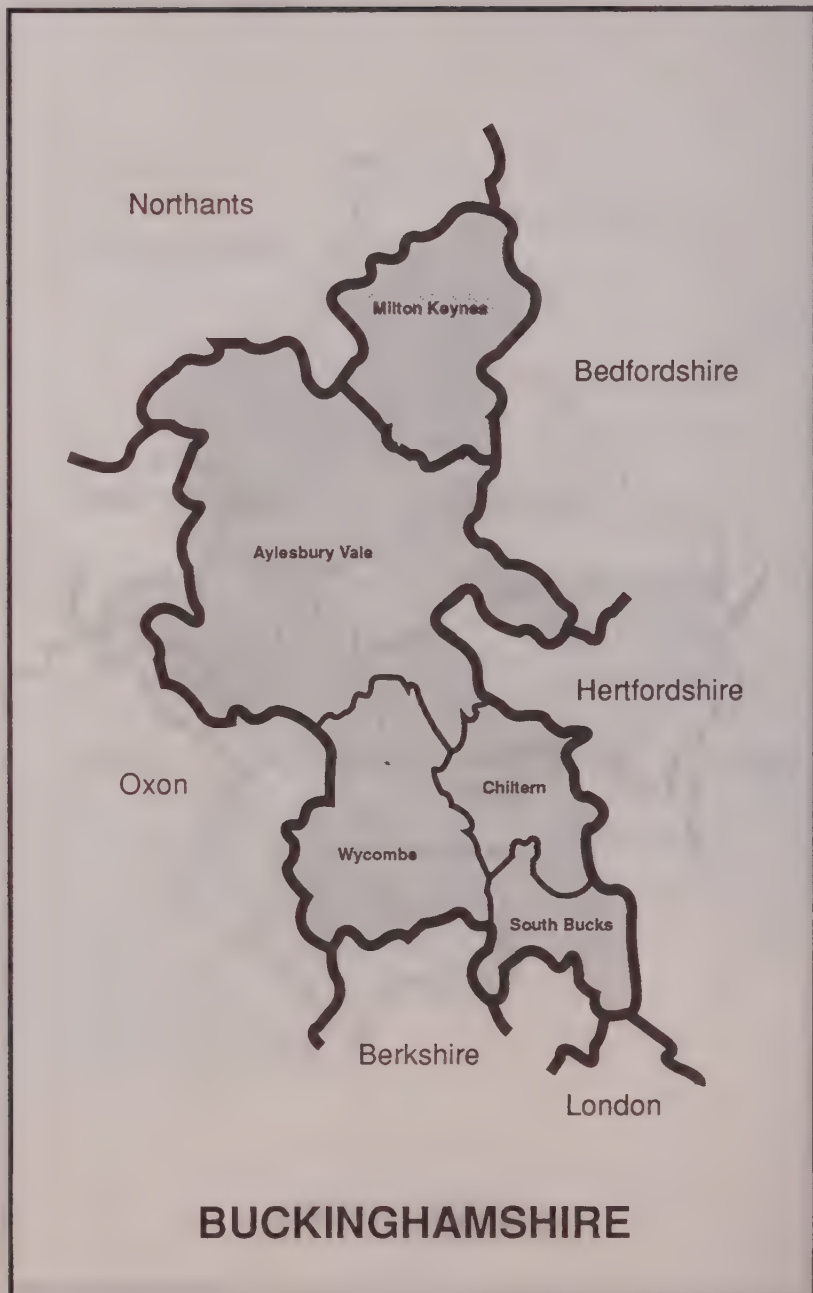 Northants
Milton Keynes
Bedfordshire
Aylesbury Vale
Hertfordshire
Oxon
Chiltern
Wycombe
South Bucks
Berkshire
London
BUCKINGHAMSHIRE